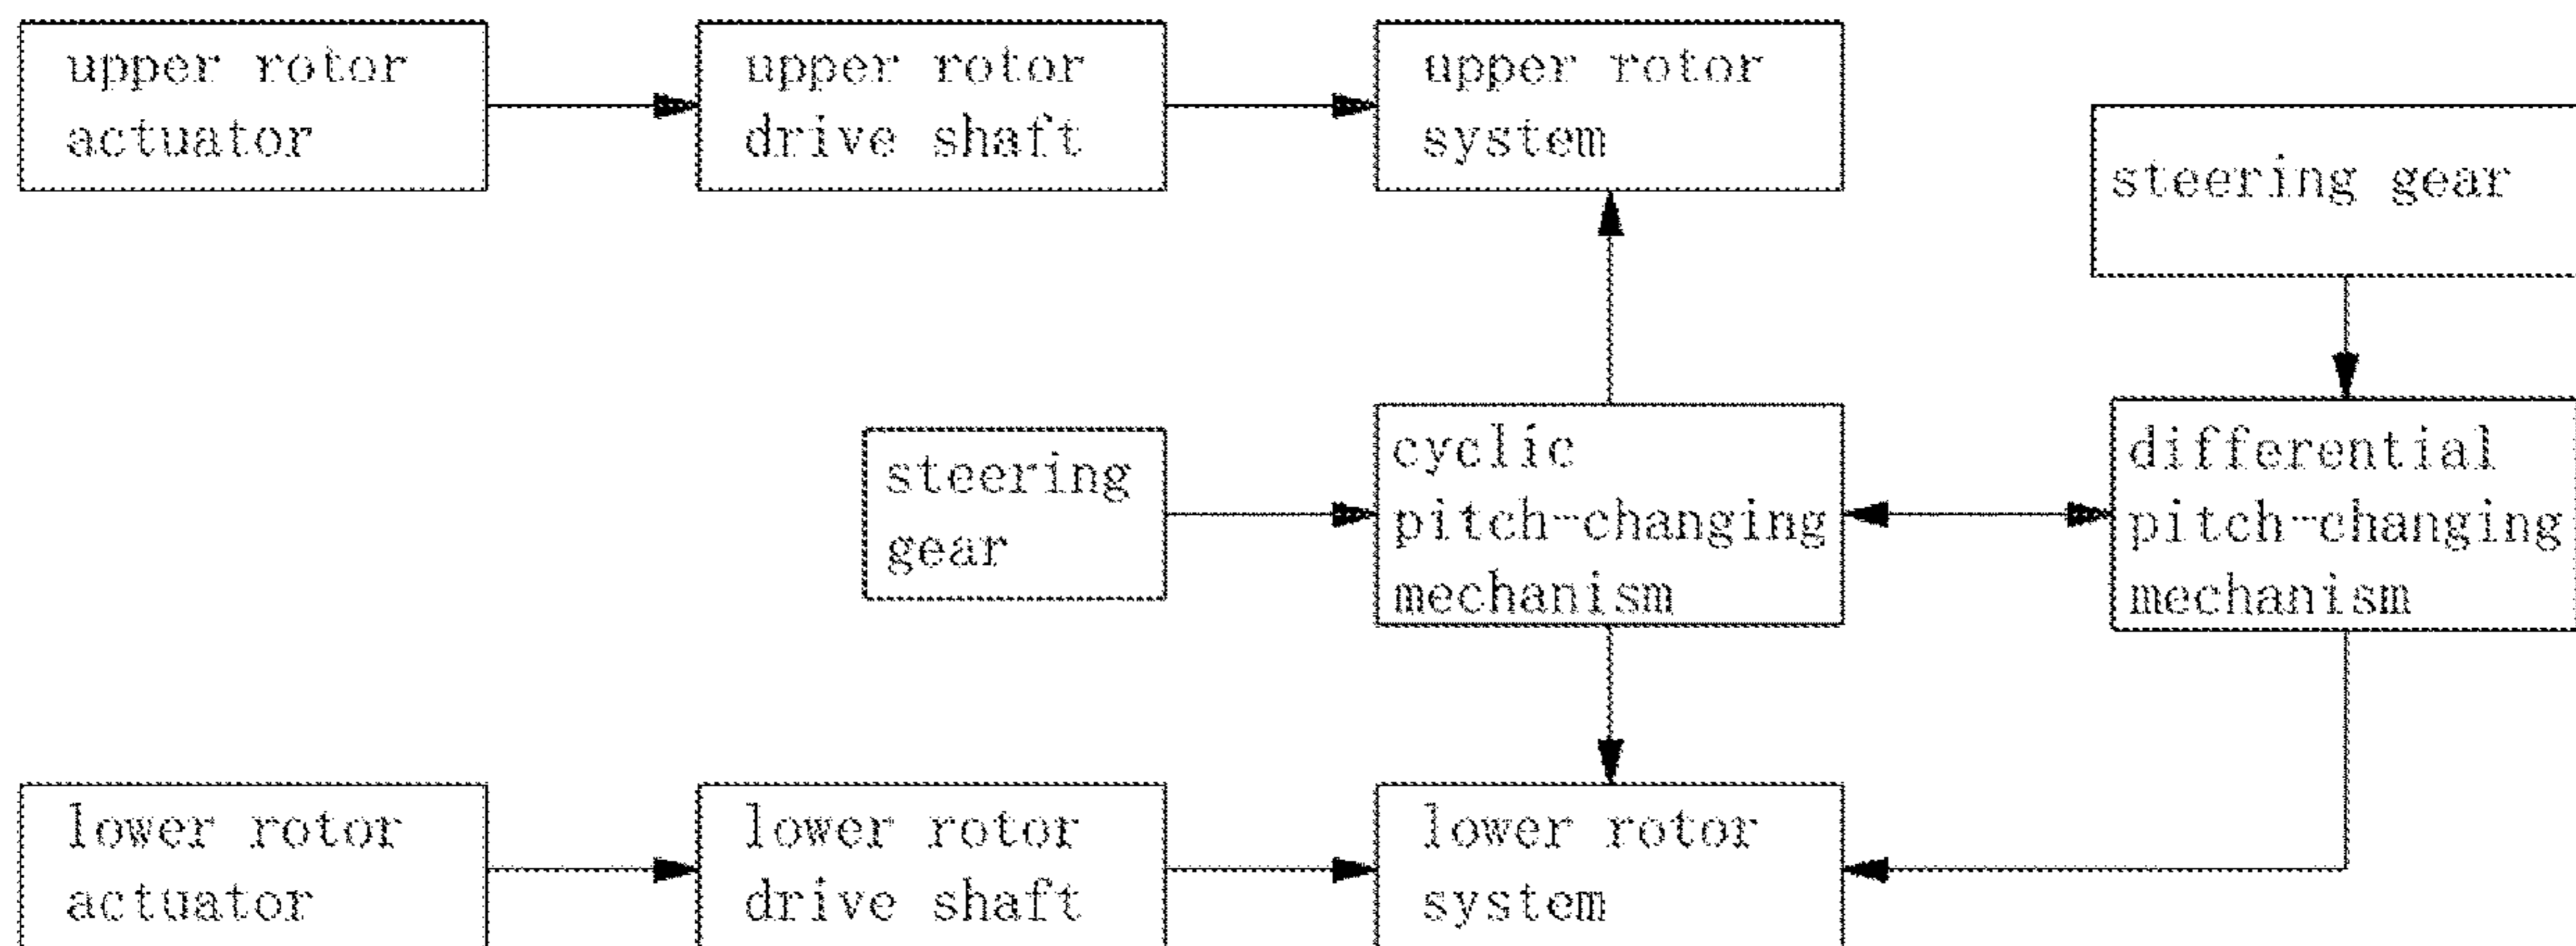 upper rotor
actuator
upper rotor
drive shaft
upper rotor
system
steering gear
steering
gear
cyclic
pitch-changing
mechanism
differential
pitch-changing
mechanism
lower rotor
actuator
lower rotor
drive shaft
lower rotor
system